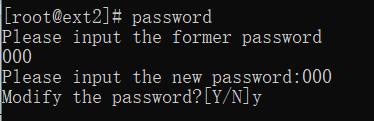 [root@ext2]# password
Please input the former password
000
Please input the new password:000
Modify the password?[Y/N]y